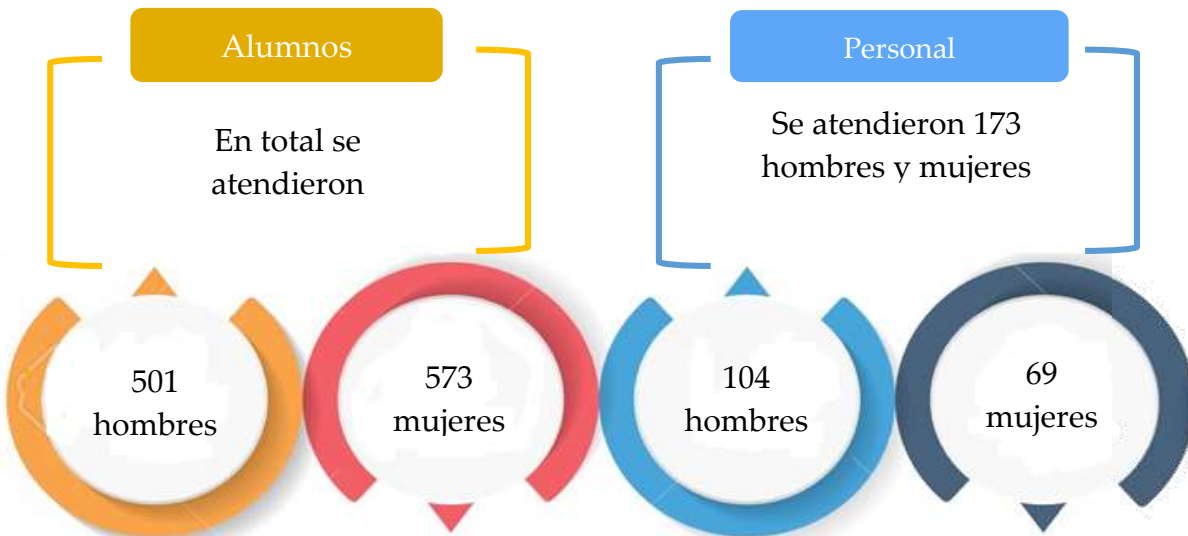 Alumnos
En total se
atendieron
501
hombres
573
mujeres
Personal
Se atendieron 173
hombres y mujeres
104
hombres
69
mujeres